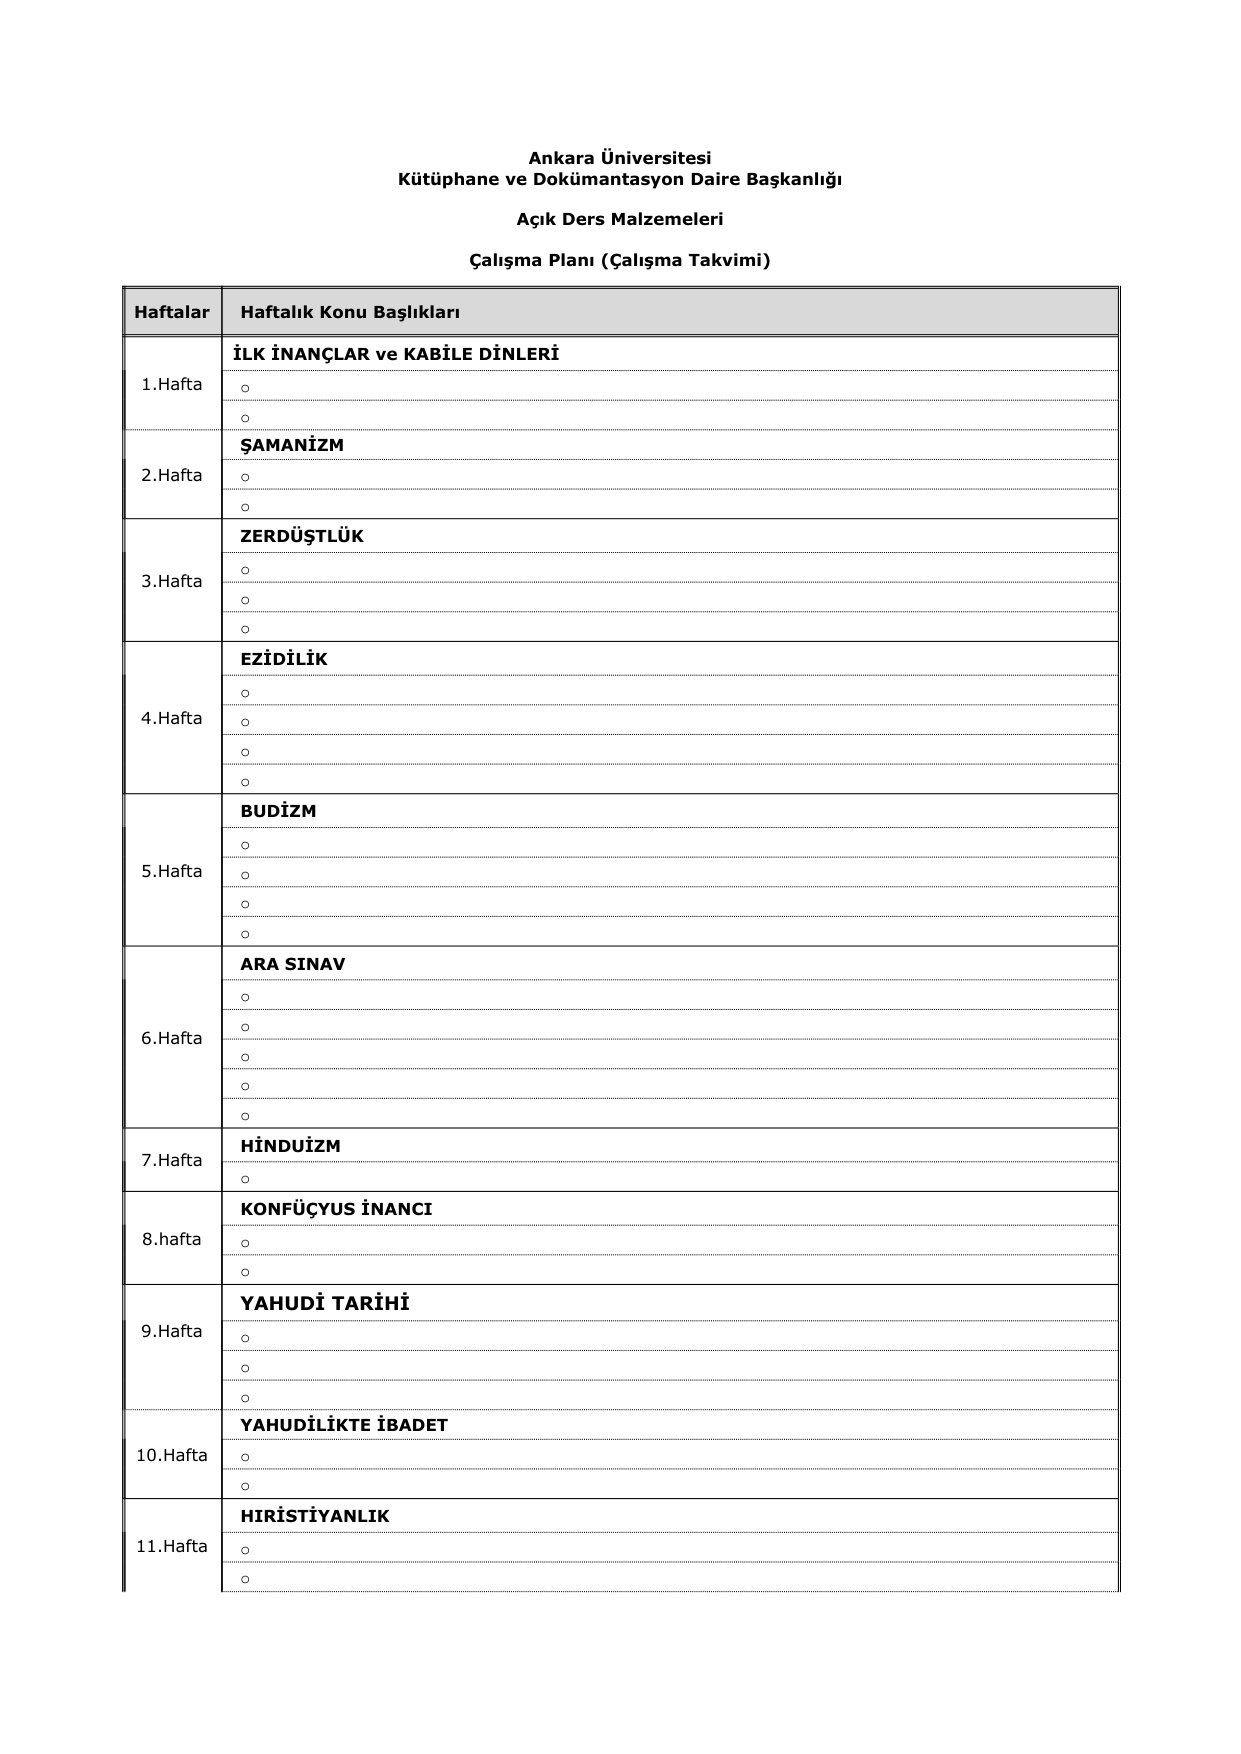 Ankara Üniversitesi
Kütüphane ve Dokümantasyon Daire Başkanlığı
Açık Ders Malzemeleri
Çalışma Planı (Çalışma Takvimi)
Haftalar Haftalık Konu Başlıkları
1.Hafta İLK İNANÇLAR ve KABİLE DİNLERİ
○
○
2.Hafta ŞAMANİZM
○
○
3.Hafta ZERDÜŞTLÜK
○
○
○
4.Hafta EZİDİLİK
○
○
○
○
5.Hafta BUDİZM
○
○
○
○
6.Hafta ARA SINAV
○
○
○
○
○
7.Hafta HİNDUİZM
○
8.hafta KONFÜÇYUS İNANCI
○
○
9.Hafta YAHUDİ TARİHİ
○
○
○
10.Hafta YAHUDİLİKTE İBADET
○
○
11.Hafta HIRİSTİYANLIK
○
○